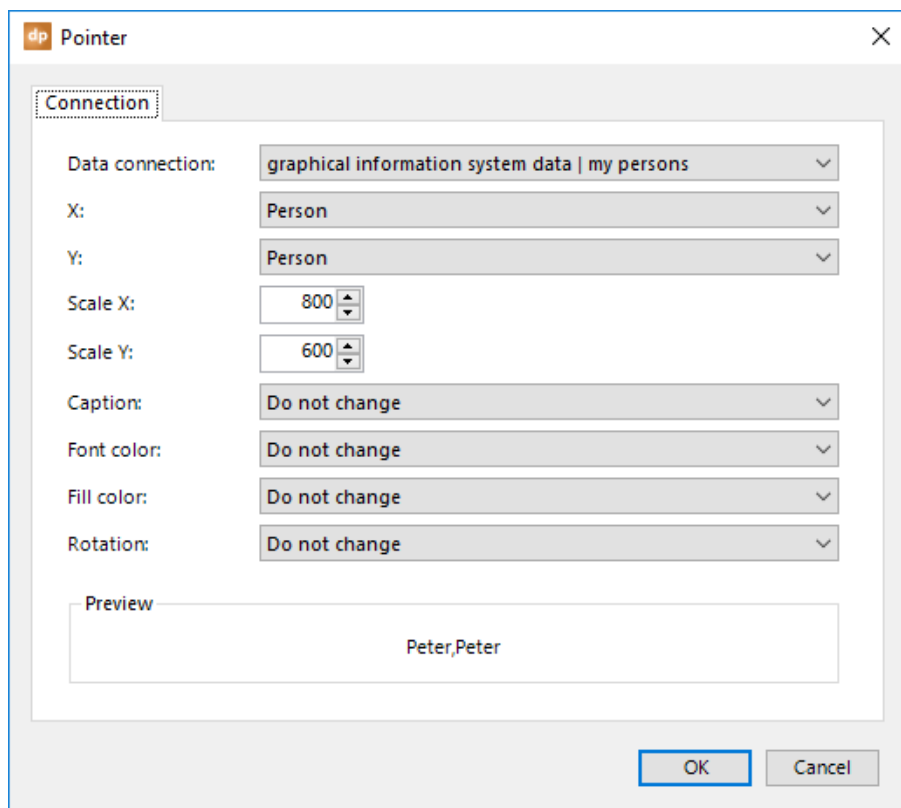 dp Pointer
Connection
Data connection: graphical information system data | my persons
X: Person
Y: Person
Scale X: 800
Scale Y: 600
Caption: Do not change
Font color: Do not change
Fill color: Do not change
Rotation: Do not change
Preview
Peter,Peter
OK Cancel